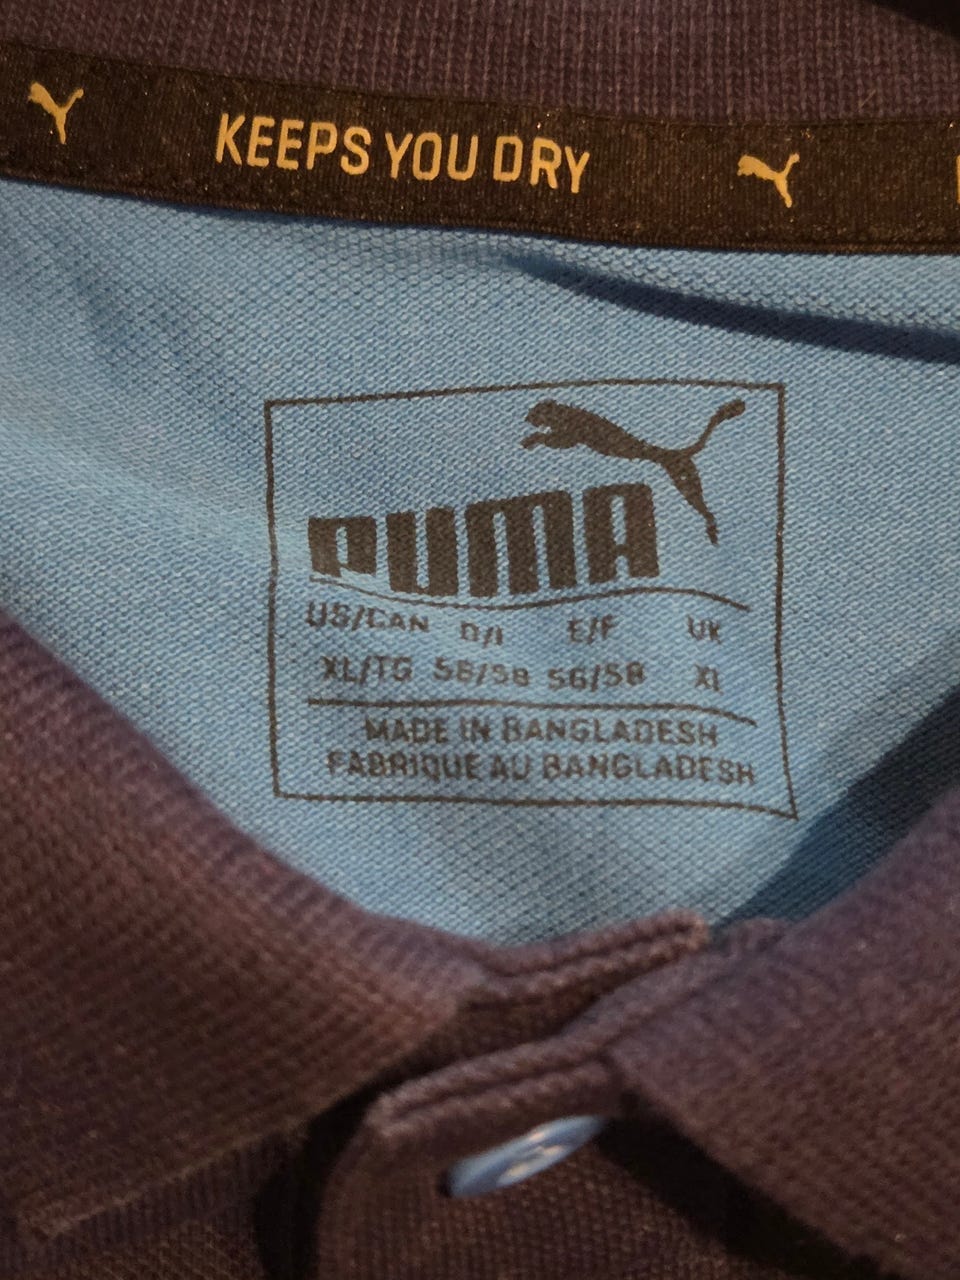 KEEPS YOU DRY
PUMA
US/CAN D/I E/F UK
XL/TG 56/58 56/58 XL
MADE IN BANGLADESH
FABRIQUE AU BANGLADESH